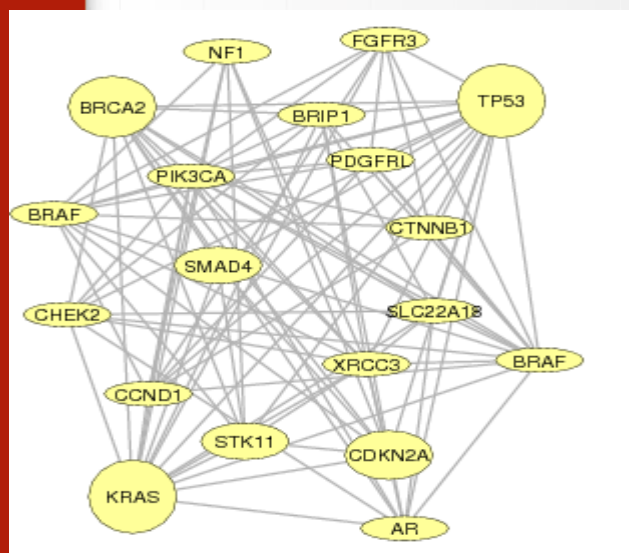 FGFR3
NF1
TP53
BRCA2
BRIP1
PDGFRL
PIK3CA
BRAF
CTNNB1
SMAD4
SLC22A18
CHEK2
BRAF
XRCC3
CCND1
STK11
CDKN2A
KRAS
AR